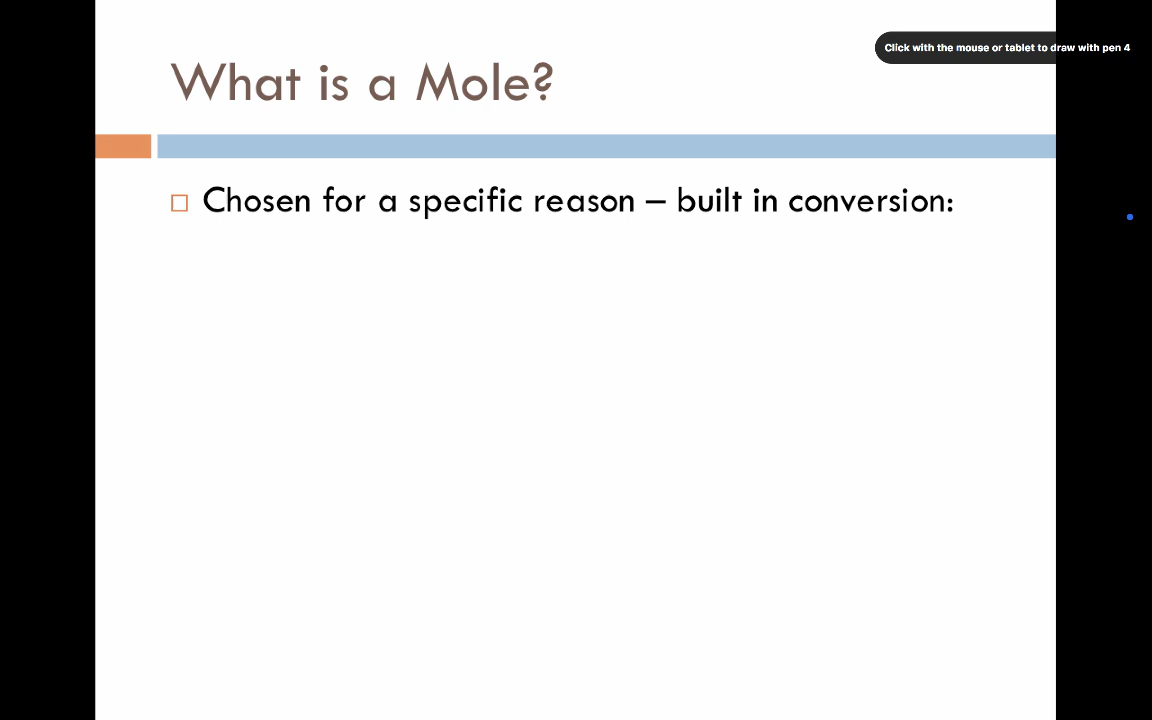 Click with the mouse or tablet to draw with pen 4
What is a Mole?
Chosen for a specific reason – built in conversion: